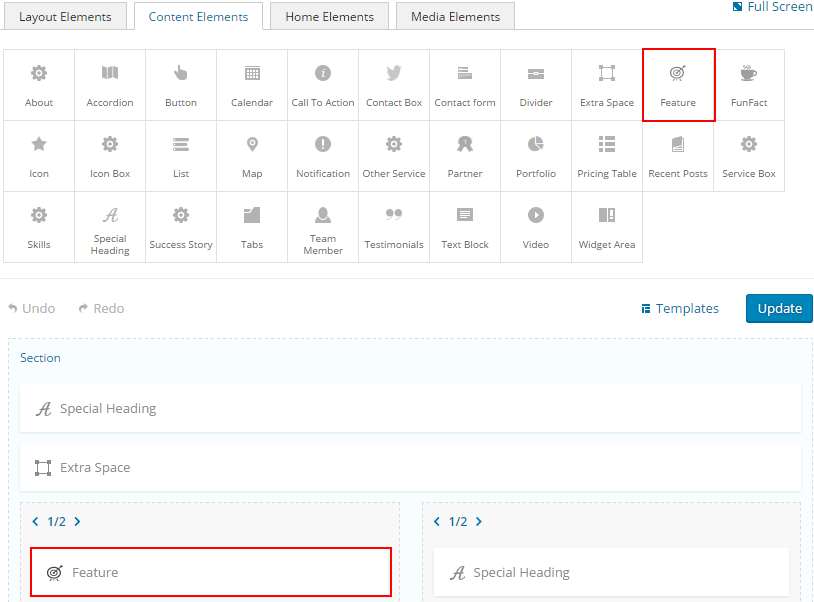 Full Screen
Layout Elements Content Elements Home Elements Media Elements
About Accordion Button Calendar Call To Action Contact Box Contact form Divider Extra Space Feature FunFact
Icon Icon Box List Map Notification Other Service Partner Portfolio Pricing Table Recent Posts Service Box
Skills Special Heading Success Story Tabs Team Member Testimonials Text Block Video Widget Area
Undo Redo Templates Update
Section
Special Heading
Extra Space
1/2 1/2
Feature Special Heading